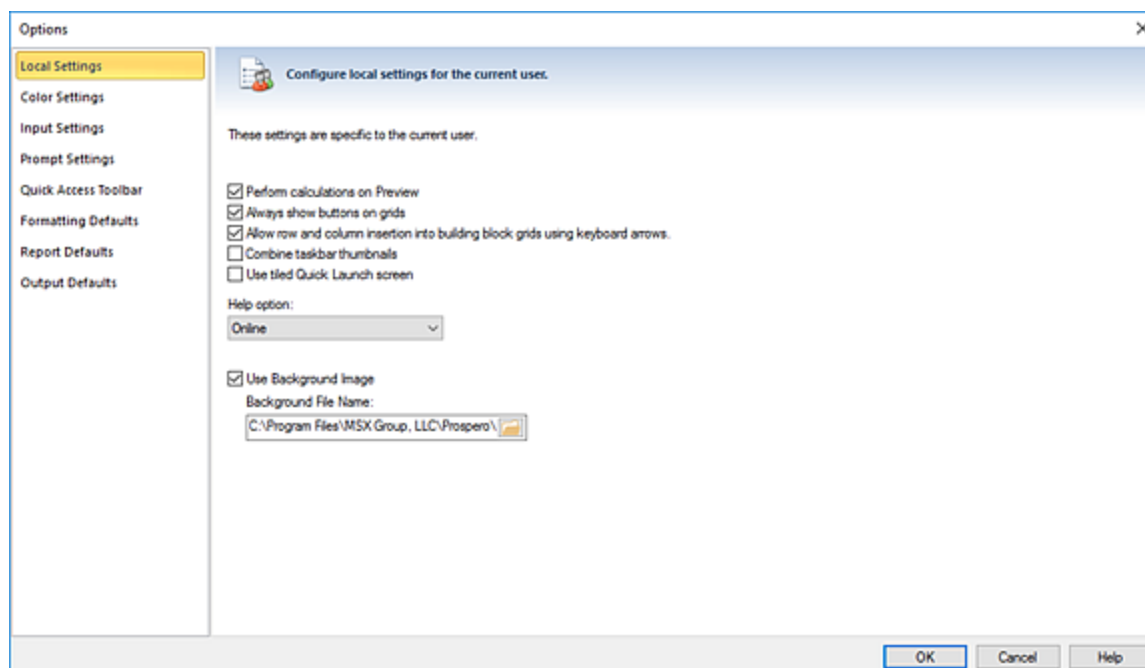 Options
Local Settings
Color Settings
Input Settings
Prompt Settings
Quick Access Toolbar
Formatting Defaults
Report Defaults
Output Defaults
Configure local settings for the current user.
These settings are specific to the current user.
Perform calculations on Preview
Always show buttons on grids
Allow row and column insertion into building block grids using keyboard arrows.
Combine taskbar thumbnails
Use tiled Quick Launch screen
Help option:
Online
Use Background Image
Background File Name:
C:\Program Files\MSX Group, LLC\Prospero\
OK Cancel Help